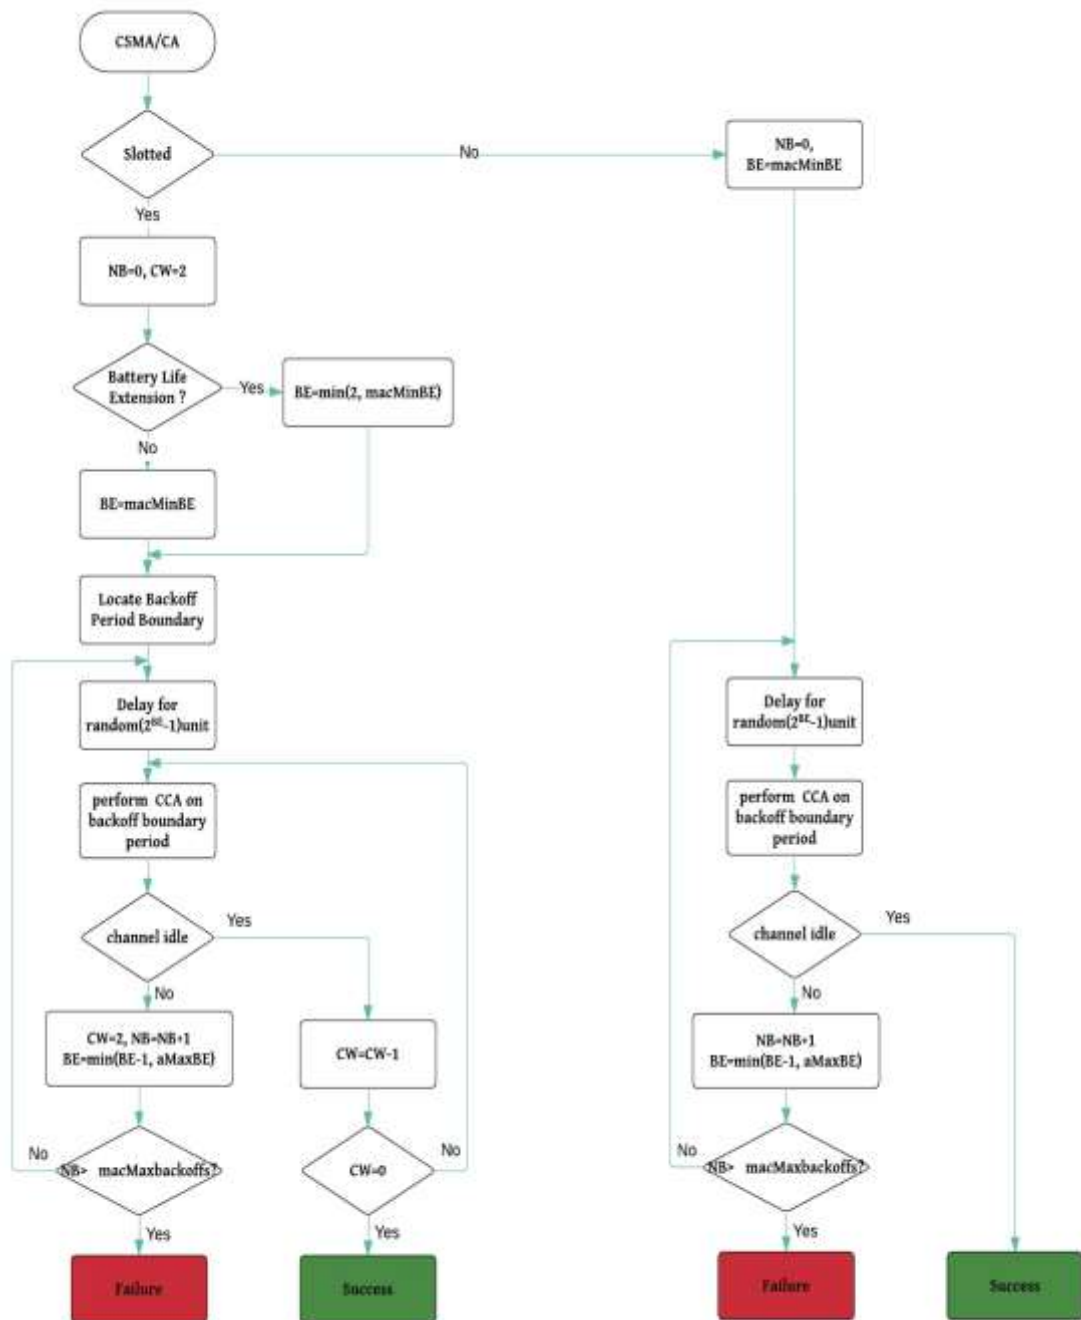 CSMA/CA
Slotted
No
NB=0,
BE=macMinBE
Yes
NB=0, CW=2
Battery Life
Extension ?
Yes
BE=min(2, macMinBE)
No
BE=macMinBE
Locate Backoff
Period Boundary
Delay for
random(2ᴮᴱ-1)unit
perform CCA on
backoff boundary
period
channel idle
Yes
No
CW=2, NB=NB+1
BE=min(BE-1, aMaxBE)
CW=CW-1
No
NB> macMaxbackoffs?
CW=0
No
Yes
Yes
Failure
Success
Delay for
random(2ᴮᴱ-1)unit
perform CCA on
backoff boundary
period
channel idle
Yes
No
NB=NB+1
BE=min(BE-1, aMaxBE)
No
NB> macMaxbackoffs?
Yes
Failure
Success